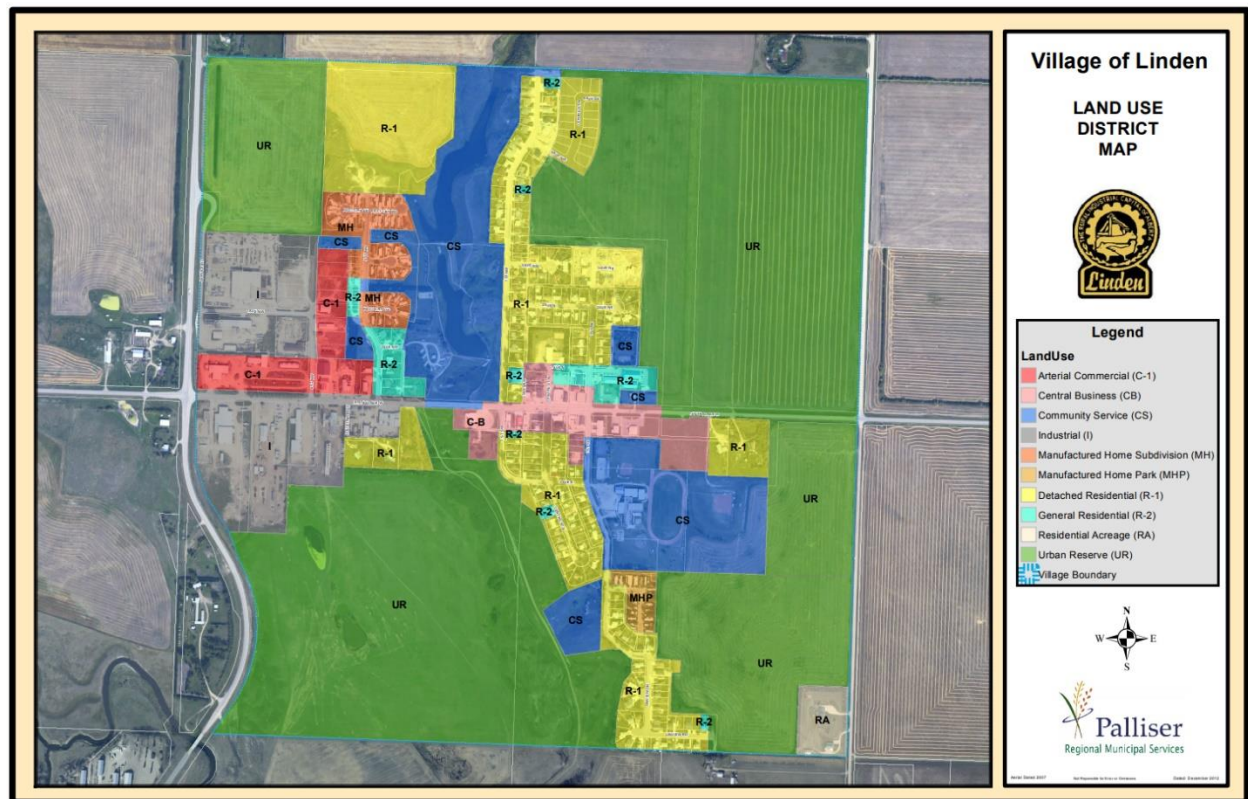 Village of Linden
LAND USE
DISTRICT
MAP
Linden
Legend
LandUse
Arterial Commercial (C-1)
Central Business (CB)
Community Service (CS)
Industrial (I)
Manufactured Home Subdivision (MH)
Manufactured Home Park (MHP)
Detached Residential (R-1)
General Residential (R-2)
Residential Acreage (RA)
Urban Reserve (UR)
Village Boundary
N
W E
S
Palliser
Regional Municipal Services
R-2
R-1
R-1
UR
R-2
MH
CS
CS
CS
UR
I
R-2
MH
C-1
R-1
CS
CS
R-2
C-1
R-2
R-2
CS
C-B
R-2
I
R-1
R-1
UR
R-1
R-2
CS
UR
MHP
CS
UR
R-1
RA
R-2